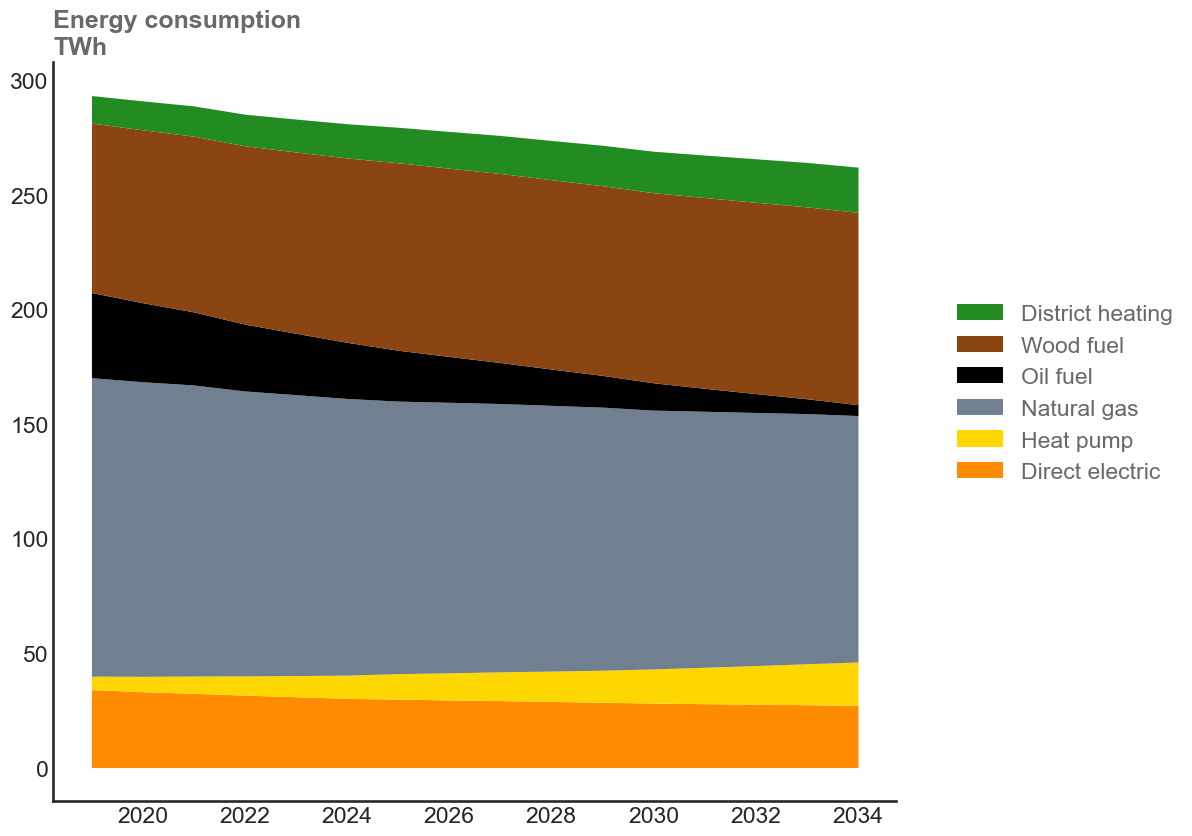 Energy consumption
TWh
300
250
200
150
100
50
0
2020 2022 2024 2026 2028 2030 2032 2034
District heating
Wood fuel
Oil fuel
Natural gas
Heat pump
Direct electric